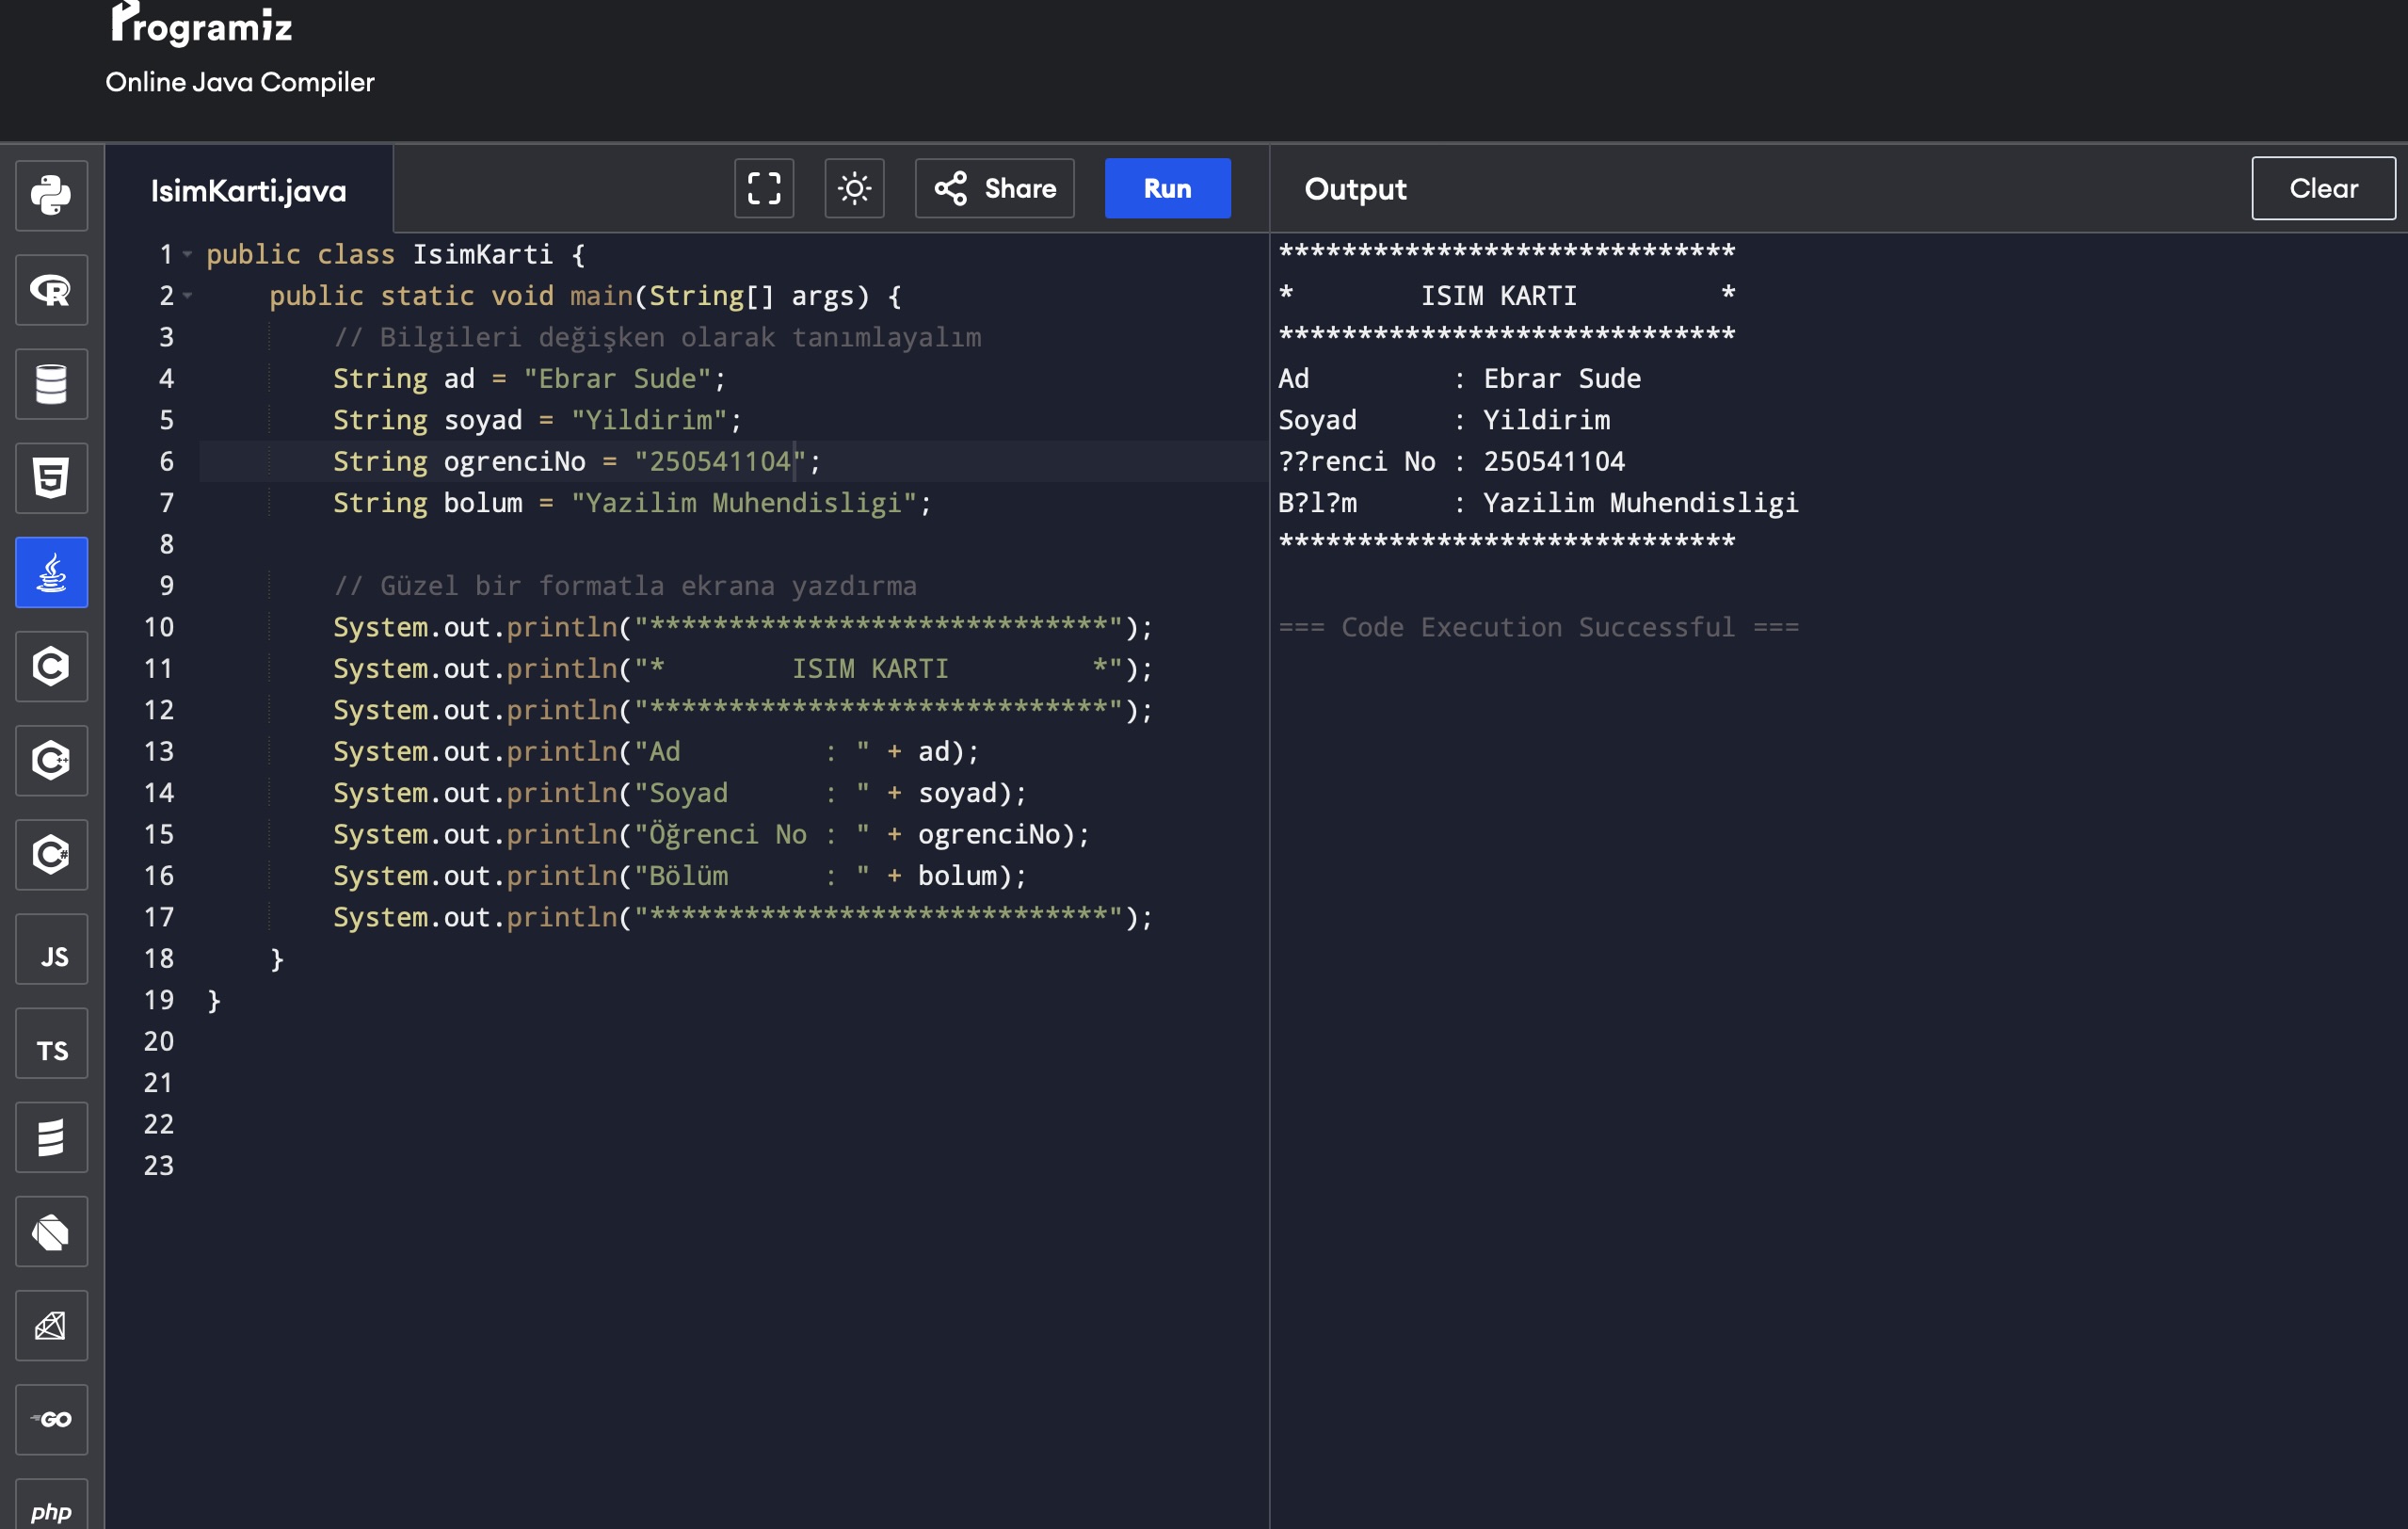 Programiz
Online Java Compiler
IsimKarti.java
Share
Run
Output
Clear
1 public class IsimKarti {
2     public static void main(String[] args) {
3         // Bilgileri değişken olarak tanımlayalım
4         String ad = "Ebrar Sude";
5         String soyad = "Yildirim";
6         String ogrenciNo = "250541104";
7         String bolum = "Yazilim Muhendisligi";
8
9         // Güzel bir formatla ekrana yazdırma
10         System.out.println("*****************************");
11         System.out.println("*        ISIM KARTI         *");
12         System.out.println("*****************************");
13         System.out.println("Ad         : " + ad);
14         System.out.println("Soyad      : " + soyad);
15         System.out.println("Öğrenci No : " + ogrenciNo);
16         System.out.println("Bölüm      : " + bolum);
17         System.out.println("*****************************");
18     }
19 }
20
21
22
23
*****************************
*        ISIM KARTI         *
*****************************
Ad         : Ebrar Sude
Soyad      : Yildirim
??renci No : 250541104
B?l?m      : Yazilim Muhendisligi
*****************************
=== Code Execution Successful ===
R
5
C
C++
C#
JS
TS
GO
php